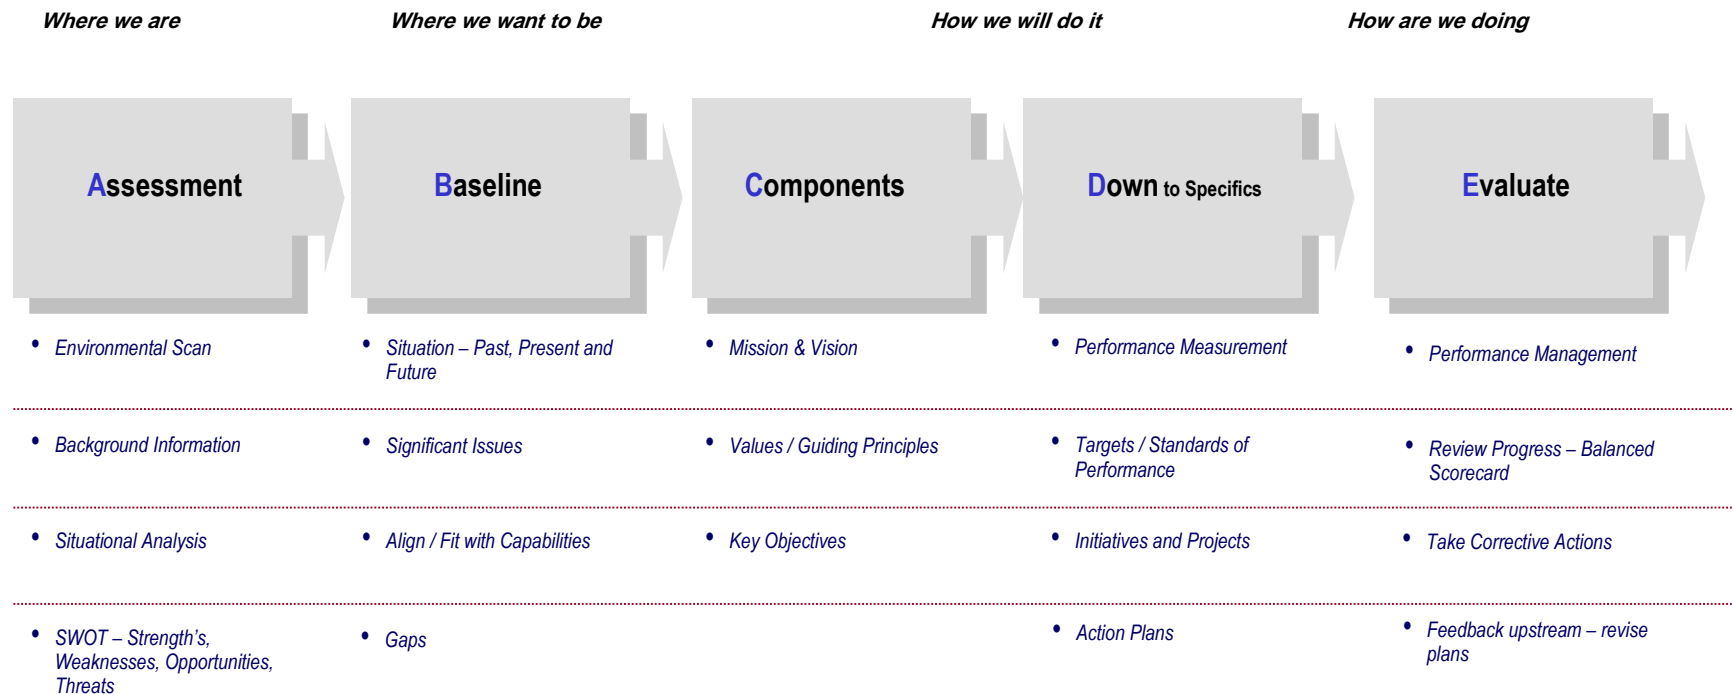 Where we are
Where we want to be
How we will do it
How are we doing
Assessment
Baseline
Components
Down to Specifics
Evaluate
• Environmental Scan
• Situation – Past, Present and
Future
• Mission & Vision
• Performance Measurement
• Performance Management
• Background Information
• Significant Issues
• Values / Guiding Principles
• Targets / Standards of
Performance
• Review Progress – Balanced
Scorecard
• Situational Analysis
• Align / Fit with Capabilities
• Key Objectives
• Initiatives and Projects
• Take Corrective Actions
• SWOT – Strength's,
Weaknesses, Opportunities,
Threats
• Gaps
• Action Plans
• Feedback upstream – revise
plans